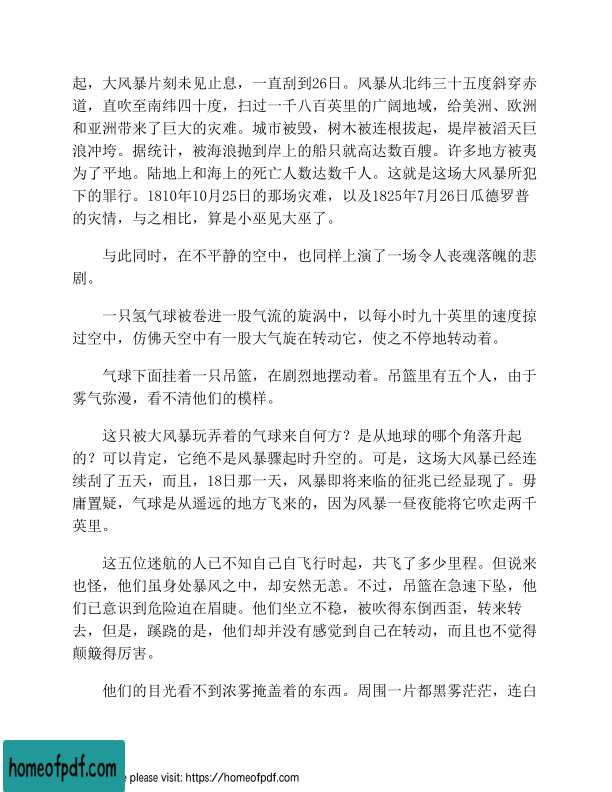 起，大风暴片刻未见止息，一直刮到26日。风暴从北纬三十五度斜穿赤
道，直吹至南纬四十度，扫过一千八百英里的广阔地域，给美洲、欧洲
和亚洲带来了巨大的灾难。城市被毁，树木被连根拔起，堤岸被滔天巨
浪冲垮。据统计，被海浪抛到岸上的船只就高达数百艘。许多地方被夷
为了平地。陆地上和海上的死亡人数达数千人。这就是这场大风暴所犯
下的罪行。1810年10月25日的那场灾难，以及1825年7月26日瓜德罗普
的灾情，与之相比，算是小巫见大巫了。
与此同时，在不平静的空中，也同样上演了一场令人丧魂落魄的悲
剧。
一只氢气球被卷进一股气流的旋涡中，以每小时九十英里的速度掠
过空中，仿佛天空中有一股大气旋在转动它，使之不停地转动着。
气球下面挂着一只吊篮，在剧烈地摆动着。吊篮里有五个人，由于
雾气弥漫，看不清他们的模样。
这只被大风暴玩弄着的气球来自何方？是从地球的哪个角落升起
的？可以肯定，它绝不是风暴骤起时升空的。可是，这场大风暴已经连
续刮了五天，而且，18日那一天，风暴即将来临的征兆已经显现了。毋
庸置疑，气球是从遥远的地方飞来的，因为风暴一昼夜能将它吹走两千
英里。
这五位迷航的人已不知自己自飞行时起，共飞了多少里程。但说来
也怪，他们虽身处暴风之中，却安然无恙。不过，吊篮在急速下坠，他
们已意识到危险迫在眉睫。他们坐立不稳，被吹得东倒西歪，转来转
去，但是，蹊跷的是，他们却并没有感觉到自己在转动，而且也不觉得
颠簸得厉害。
他们的目光看不到浓雾掩盖着的东西。周围一片都黑雾茫茫，连白
homeofpdf.com
e please visit: https://homeofpdf.com